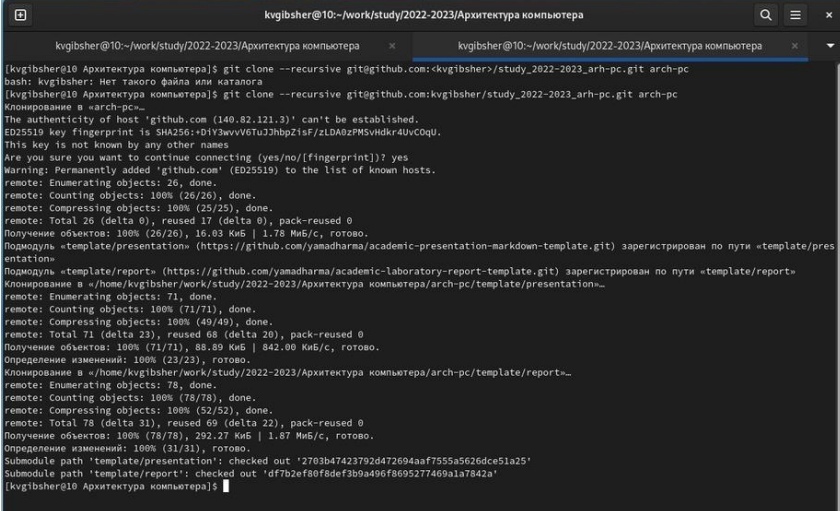 kvgibsher@10:~/work/study/2022-2023/Архитектура компьютера
kvgibsher@10:~/work/study/2022-2023/Архитектура компьютера × kvgibsher@10:~/work/study/2022-2023/Архитектура компьютера ×
[kvgibsher@10 Архитектура компьютера]$ git clone --recursive git@github.com:<kvgibsher>/study_2022-2023_arh-pc.git arch-pc
bash: kvgibsher: Нет такого файла или каталога
[kvgibsher@10 Архитектура компьютера]$ git clone --recursive git@github.com:kvgibsher/study_2022-2023_arh-pc.git arch-pc
Клонирование в «arch-pc»…
The authenticity of host 'github.com (140.82.121.3)' can't be established.
ED25519 key fingerprint is SHA256:+DiY3wvvV6TuJJhbpZisF/zLDA0zPMSvHdkr4UvCOqU.
This key is not known by any other names
Are you sure you want to continue connecting (yes/no/[fingerprint])? yes
Warning: Permanently added 'github.com' (ED25519) to the list of known hosts.
remote: Enumerating objects: 26, done.
remote: Counting objects: 100% (26/26), done.
remote: Compressing objects: 100% (25/25), done.
remote: Total 26 (delta 0), reused 17 (delta 0), pack-reused 0
Получение объектов: 100% (26/26), 16.03 КиБ | 1.78 МиБ/с, готово.
Подмодуль «template/presentation» (https://github.com/yamadharma/academic-presentation-markdown-template.git) зарегистрирован по пути «template/pres
entation»
Подмодуль «template/report» (https://github.com/yamadharma/academic-laboratory-report-template.git) зарегистрирован по пути «template/report»
Клонирование в «/home/kvgibsher/work/study/2022-2023/Архитектура компьютера/arch-pc/template/presentation»…
remote: Enumerating objects: 71, done.
remote: Counting objects: 100% (71/71), done.
remote: Compressing objects: 100% (49/49), done.
remote: Total 71 (delta 23), reused 68 (delta 20), pack-reused 0
Получение объектов: 100% (71/71), 88.89 КиБ | 842.00 КиБ/с, готово.
Определение изменений: 100% (23/23), готово.
Клонирование в «/home/kvgibsher/work/study/2022-2023/Архитектура компьютера/arch-pc/template/report»…
remote: Enumerating objects: 78, done.
remote: Counting objects: 100% (78/78), done.
remote: Compressing objects: 100% (52/52), done.
remote: Total 78 (delta 31), reused 69 (delta 22), pack-reused 0
Получение объектов: 100% (78/78), 292.27 КиБ | 1.87 МиБ/с, готово.
Определение изменений: 100% (31/31), готово.
Submodule path 'template/presentation': checked out '2703b47423792d472694aaf7555a5626dce51a25'
Submodule path 'template/report': checked out 'df7b2ef80f8def3b9a496f8695277469a1a7842a'
[kvgibsher@10 Архитектура компьютера]$